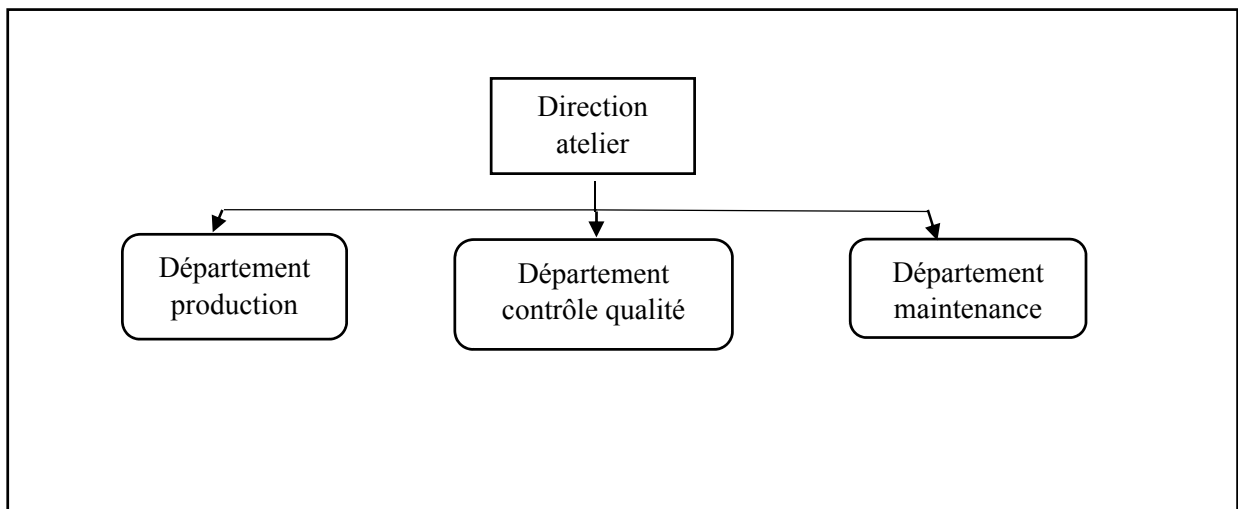 Direction
atelier
Département
production
Département
contrôle qualité
Département
maintenance